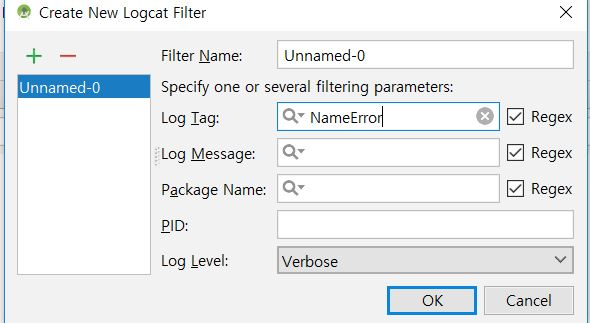 Create New Logcat Filter
Filter Name: Unnamed-0
Unnamed-0
Specify one or several filtering parameters:
Log Tag: NameError Regex
Log Message: Regex
Package Name: Regex
PID:
Log Level: Verbose
OK Cancel